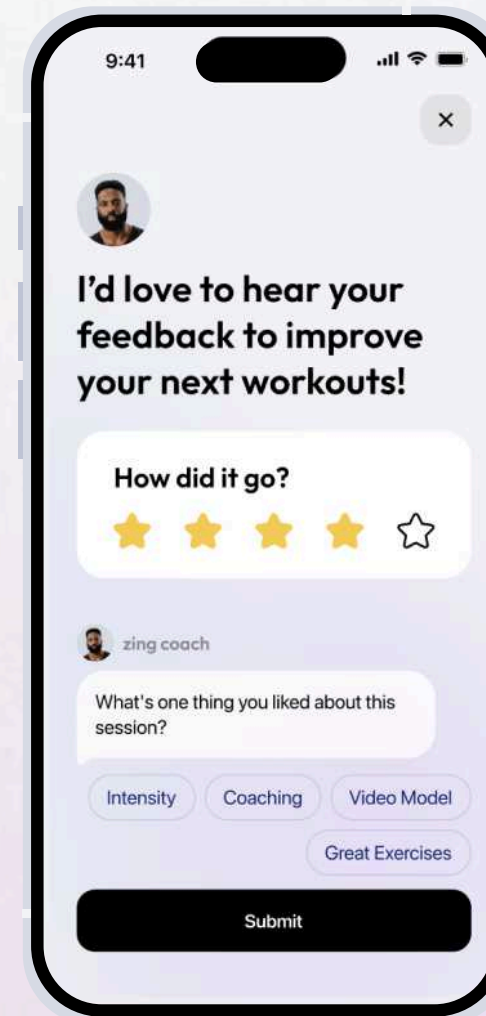 9:41
I’d love to hear your
feedback to improve
your next workouts!
How did it go?
zing coach
What's one thing you liked about this
session?
Intensity Coaching Video Model
Great Exercises
Submit